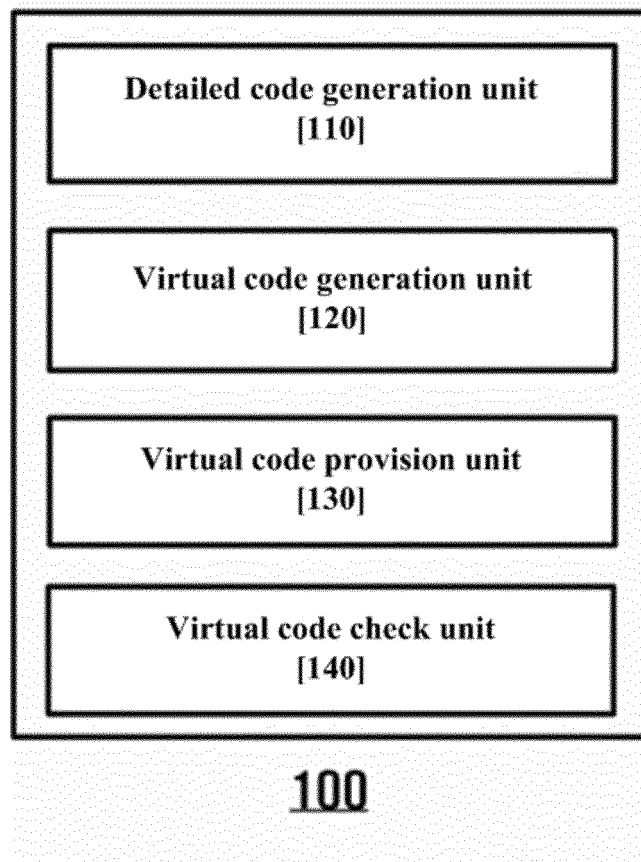 Detailed code generation unit
[110]
Virtual code generation unit
[120]
Virtual code provision unit
[130]
Virtual code check unit
[140]
100